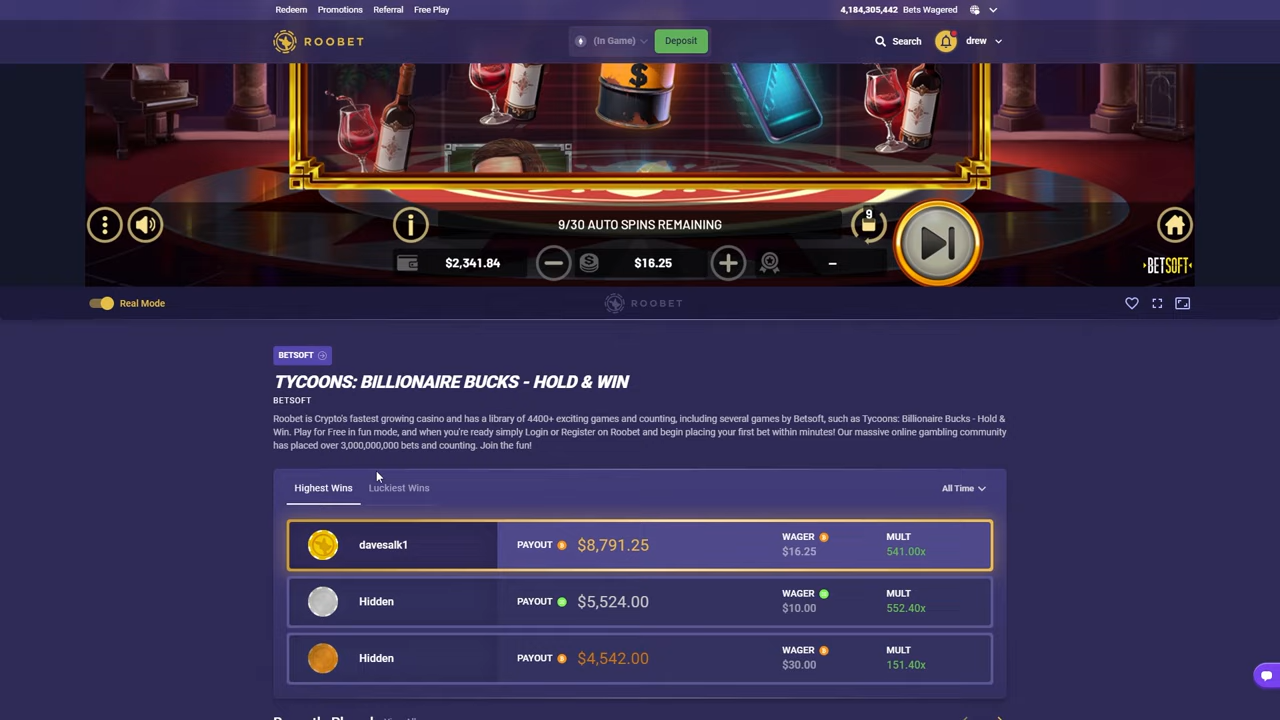 Redeem Promotions Referral Free Play 4,184,305,442 Bets Wagered
ROOBET (In Game) Deposit Search drew
$
9/30 AUTO SPINS REMAINING 9
$2,341.84 $16.25 –
BETSOFT
Real Mode ROOBET
BETSOFT
TYCOONS: BILLIONAIRE BUCKS - HOLD & WIN
BETSOFT
Roobet is Crypto's fastest growing casino and has a library of 4400+ exciting games and counting, including several games by Betsoft, such as Tycoons: Billionaire Bucks - Hold &
Win. Play for Free in fun mode, and when you're ready simply Login or Register on Roobet and begin placing your first bet within minutes! Our massive online gambling community
has placed over 3,000,000,000 bets and counting. Join the fun!
Highest Wins Luckiest Wins All Time
davesalk1 PAYOUT $8,791.25 WAGER $16.25 MULT 541.00x
Hidden PAYOUT $5,524.00 WAGER $10.00 MULT 552.40x
Hidden PAYOUT $4,542.00 WAGER $30.00 MULT 151.40x